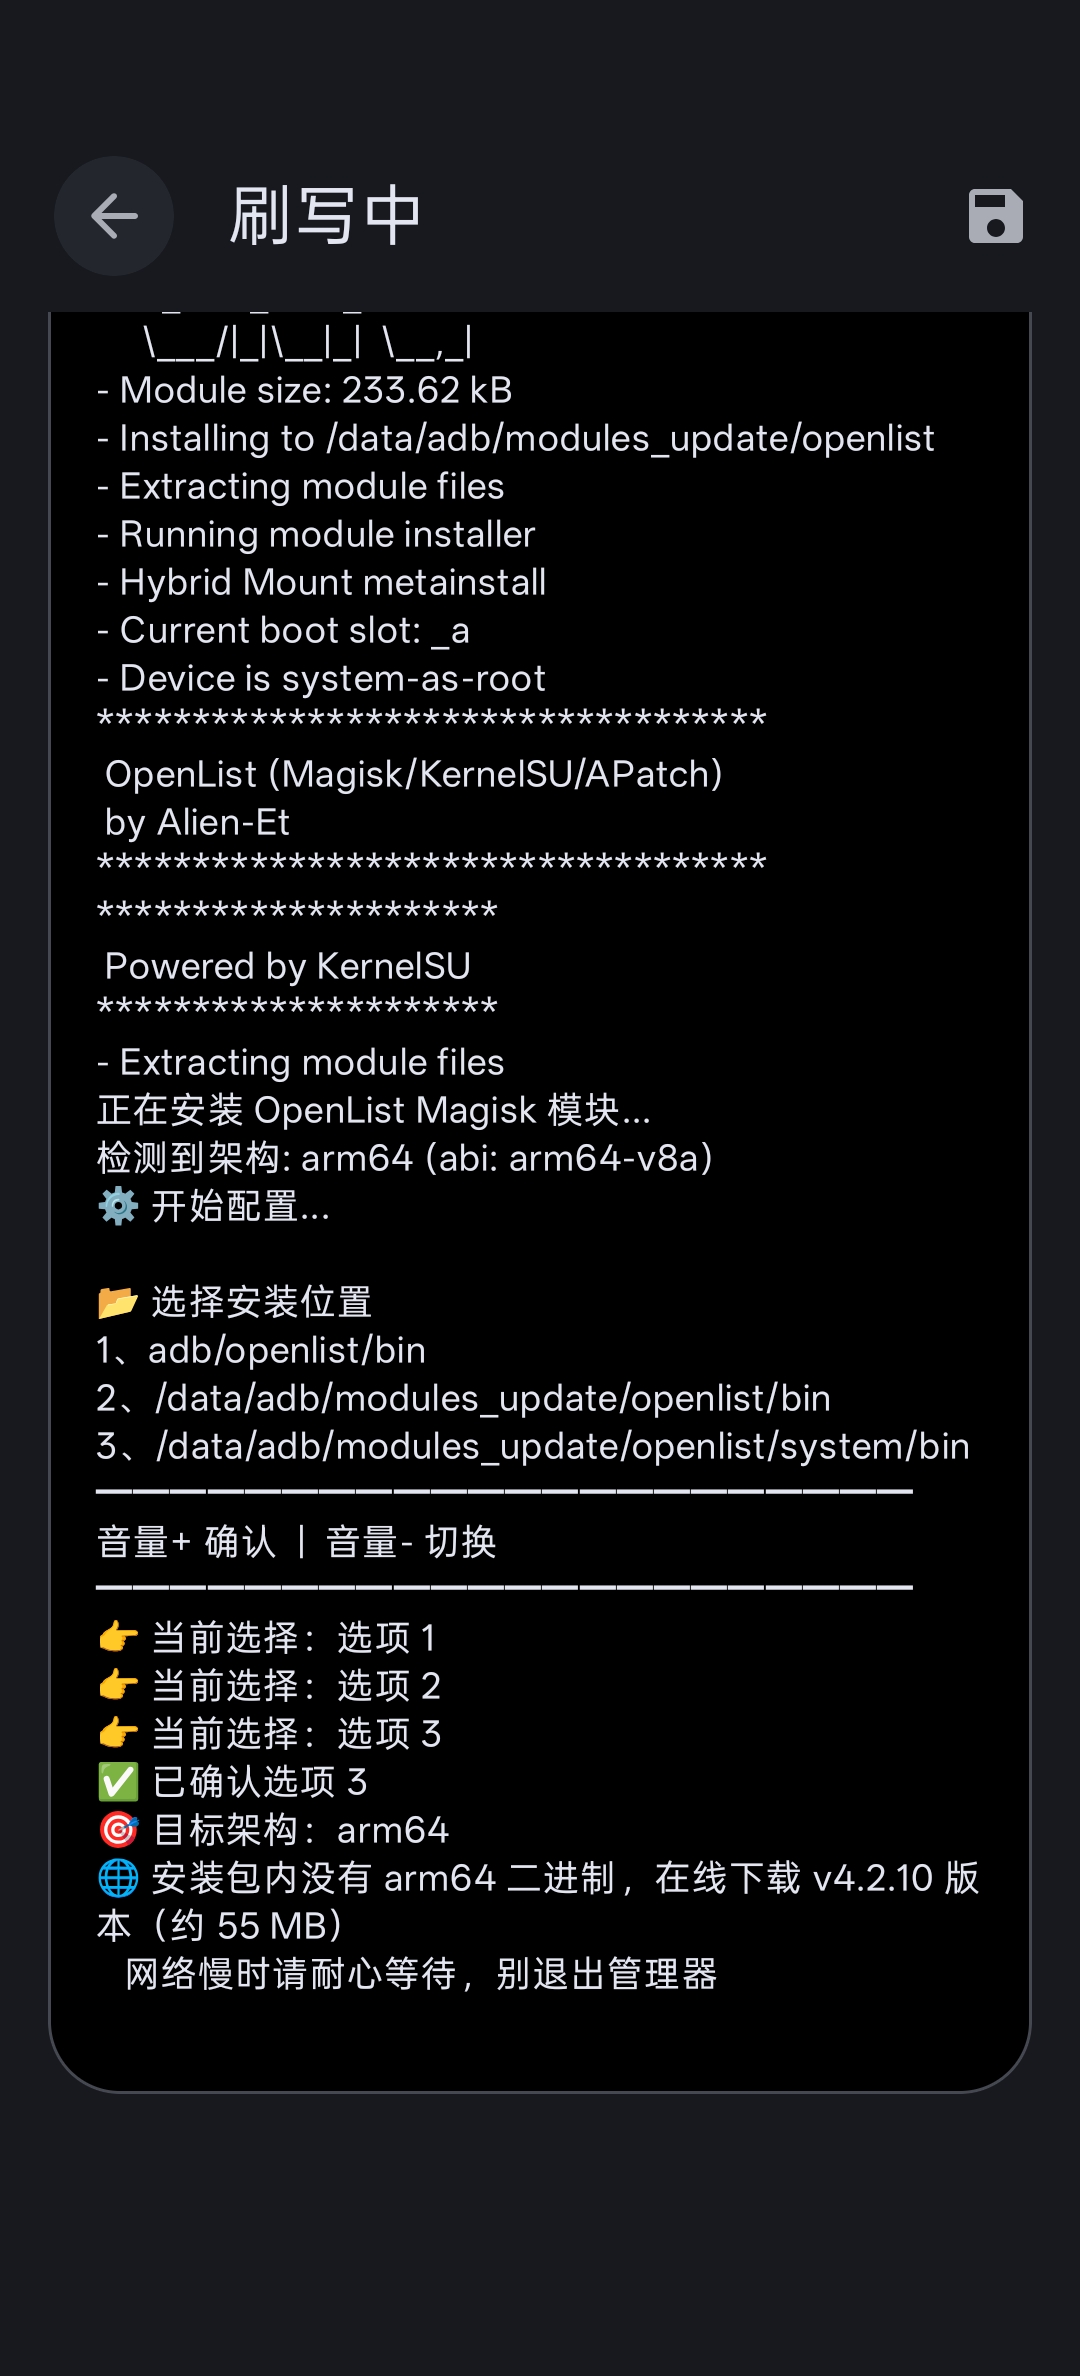 刷写中
\___/|_|\__|_| \__,_|
- Module size: 233.62 kB
- Installing to /data/adb/modules_update/openlist
- Extracting module files
- Running module installer
- Hybrid Mount metainstall
- Current boot slot: _a
- Device is system-as-root
***********************************
OpenList (Magisk/KernelSU/APatch)
by Alien-Et
***********************************
*********************
Powered by KernelSU
*********************
- Extracting module files
正在安装 OpenList Magisk 模块...
检测到架构: arm64 (abi: arm64-v8a)
⚙️ 开始配置...
📂 选择安装位置
1、adb/openlist/bin
2、/data/adb/modules_update/openlist/bin
3、/data/adb/modules_update/openlist/system/bin
━━━━━━━━━━━━━━━━━━━━━━
音量+ 确认 | 音量- 切换
━━━━━━━━━━━━━━━━━━━━━━
👉 当前选择：选项 1
👉 当前选择：选项 2
👉 当前选择：选项 3
✅ 已确认选项 3
🎯 目标架构：arm64
🌐 安装包内没有 arm64 二进制，在线下载 v4.2.10 版
本（约 55 MB）
网络慢时请耐心等待，别退出管理器